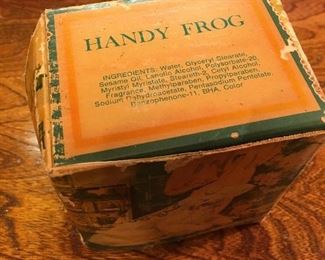 HANDY FROG
INGREDIENTS: Water, Glyceryl Stearate,
Sesame Oil, Lanolin Alcohol, Polysorbate-20,
Myristyl Myristate, Steareth-2, Cetyl Alcohol,
Fragrance, Methylparaben, Propylparaben,
Sodium Dehydroacetate, Pentasodium Pentetate,
Benzophenone-11, BHA, Color